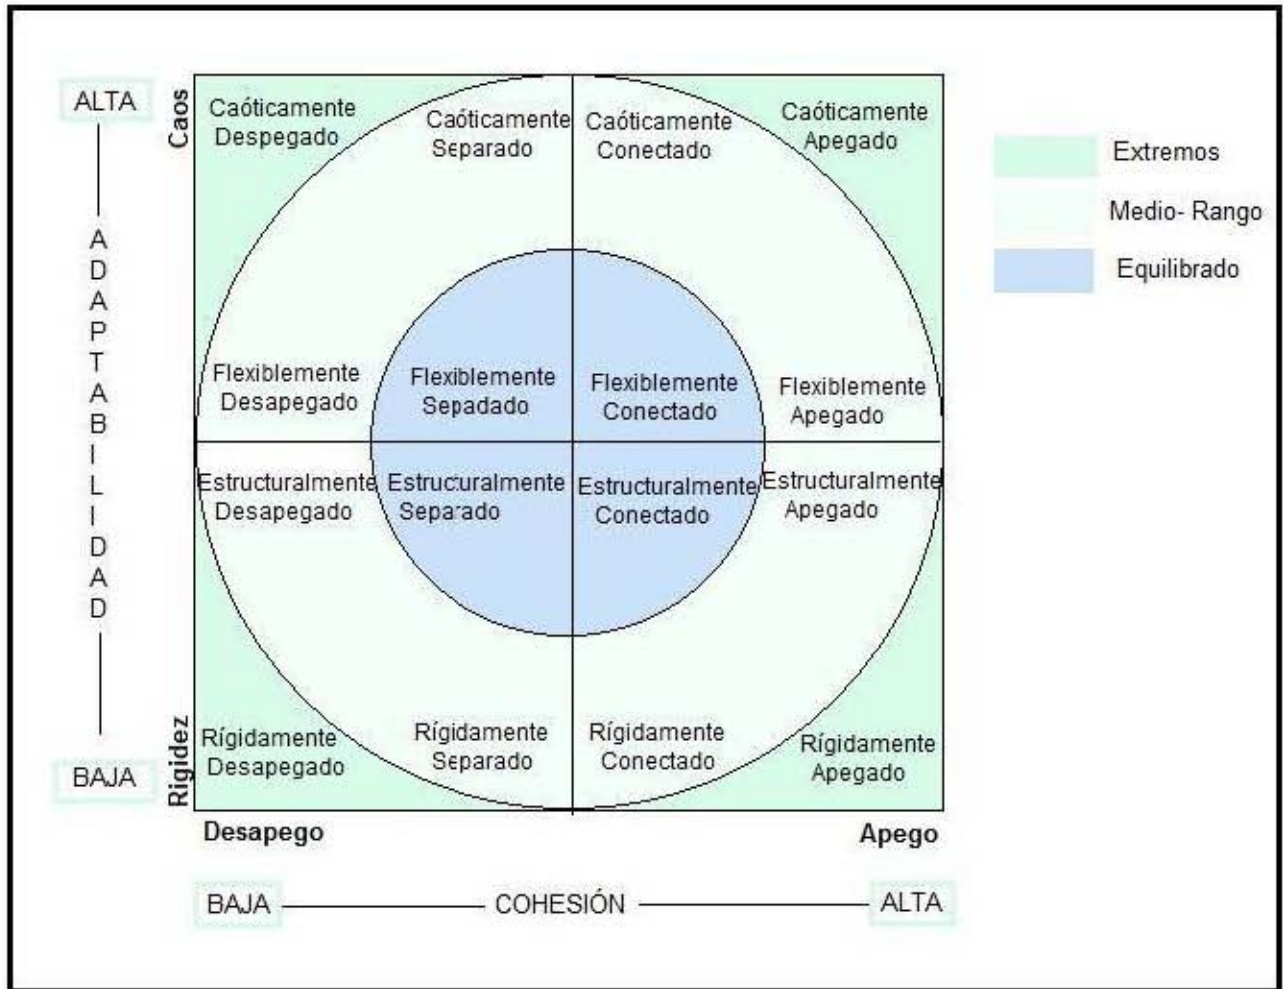 ALTA
ADAPTABILIDAD
BAJA
Caos
Rigidez
Caóticamente
Despegado
Caóticamente
Separado
Caóticamente
Conectado
Caóticamente
Apegado
Flexiblemente
Desapegado
Flexiblemente
Sepadado
Flexiblemente
Conectado
Flexiblemente
Apegado
Estructuralmente
Desapegado
Estructuralmente
Separado
Estructuralmente
Conectado
Estructuralmente
Apegado
Rígidamente
Desapegado
Rígidamente
Separado
Rígidamente
Conectado
Rígidamente
Apegado
Desapego
Apego
BAJA
COHESIÓN
ALTA
Extremos
Medio- Rango
Equilibrado